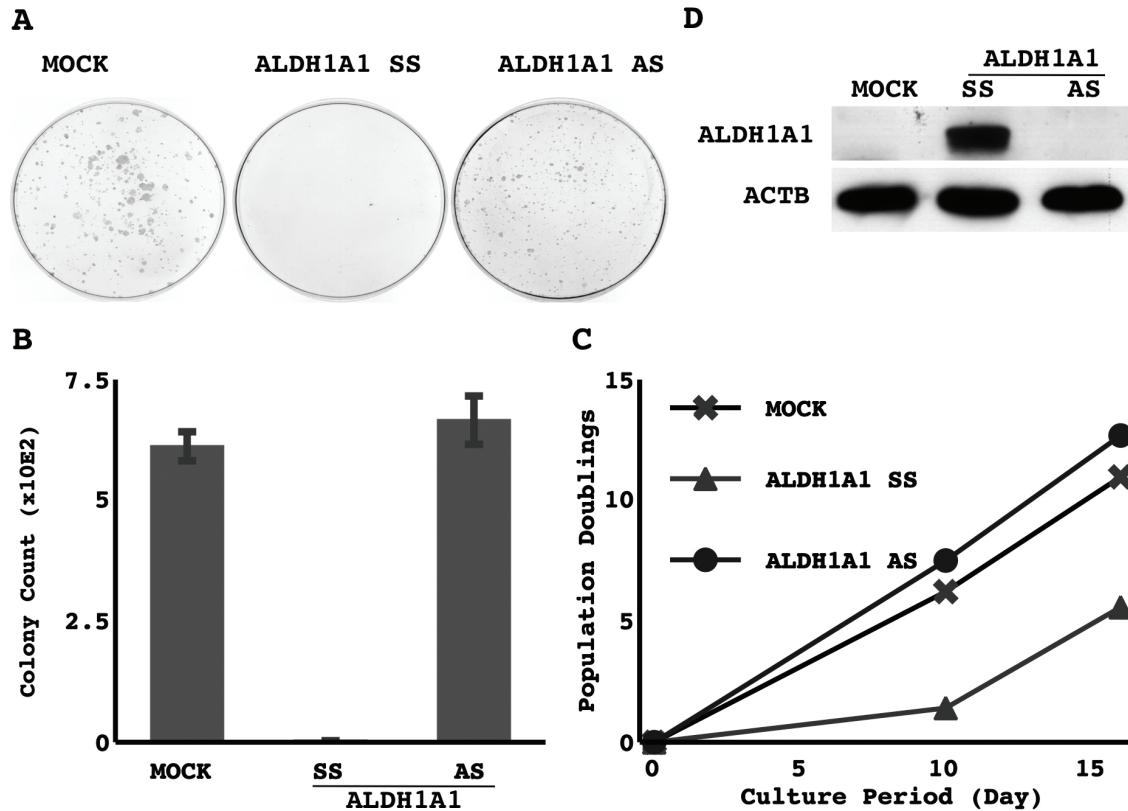 A
MOCK ALDH1A1 SS ALDH1A1 AS
D
ALDH1A1
MOCK SS AS
ALDH1A1
ACTB
B
Colony Count (x10E2)
7.5
5
2.5
0
MOCK SS AS
ALDH1A1
C
Population Doublings
15
10
5
0
MOCK
ALDH1A1 SS
ALDH1A1 AS
0 5 10 15
Culture Period (Day)